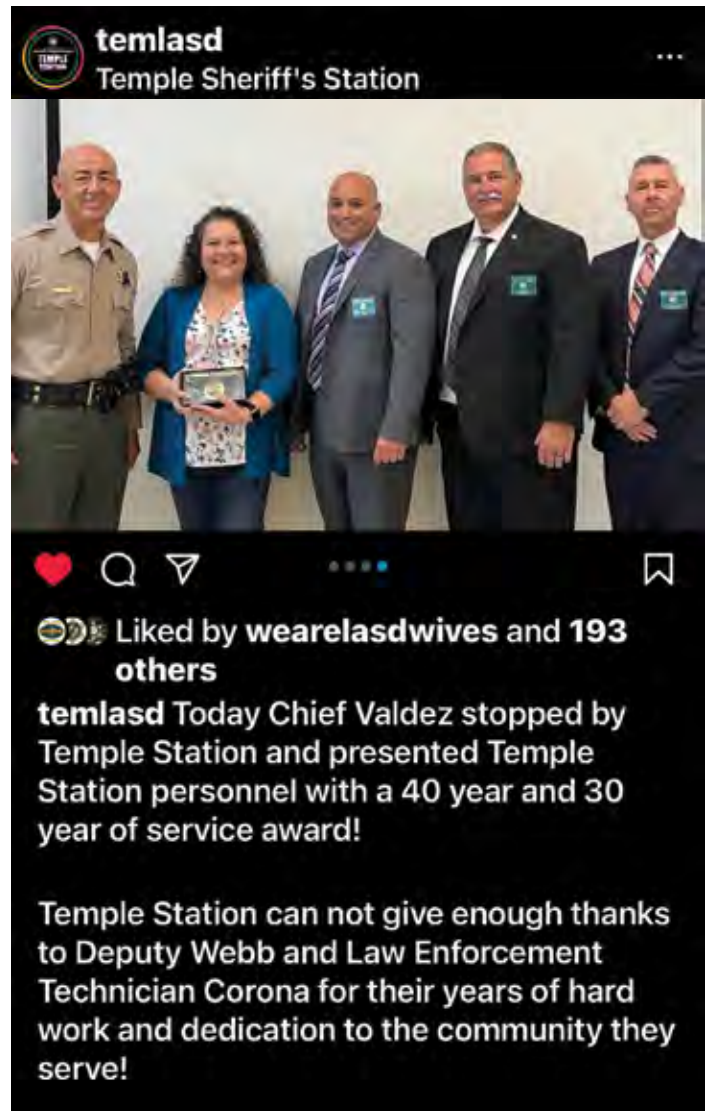 temlasd
Temple Sheriff's Station
TEMPLE
Liked by wearelasdwives and 193
others
temlasd Today Chief Valdez stopped by
Temple Station and presented Temple
Station personnel with a 40 year and 30
year of service award!
Temple Station can not give enough thanks
to Deputy Webb and Law Enforcement
Technician Corona for their years of hard
work and dedication to the community they
serve!